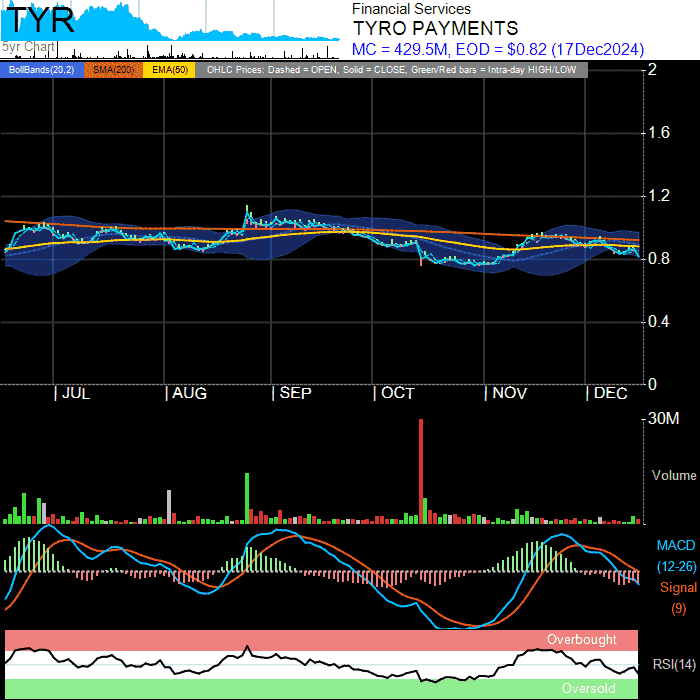 TYR
5yr Chart
Financial Services
TYRO PAYMENTS
MC = 429.5M, EOD = $0.82 (17Dec2024)
BollBands(20,2) SMA(200) EMA(50) OHLC Prices: Dashed = OPEN, Solid = CLOSE, Green/Red bars = Intra-day HIGH/LOW
2
1.6
1.2
0.8
0.4
0
JUL AUG SEP OCT NOV DEC
30M
Volume
MACD
(12-26)
Signal
(9)
Overbought
RSI(14)
Oversold